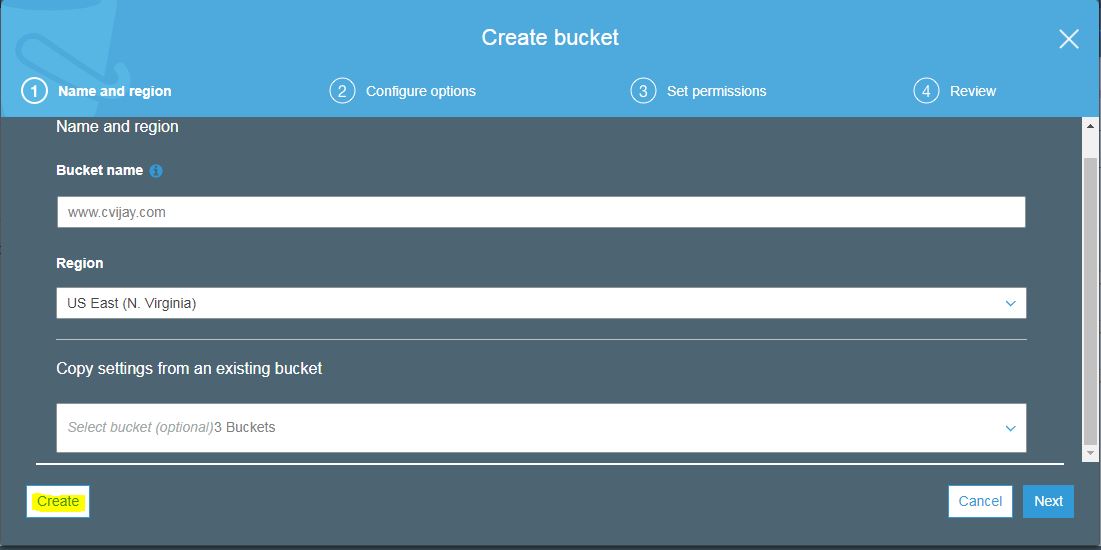 Create bucket
1 Name and region
2 Configure options
3 Set permissions
4 Review
Name and region
Bucket name
www.cvijay.com
Region
US East (N. Virginia)
Copy settings from an existing bucket
Select bucket (optional)3 Buckets
Create
Cancel
Next